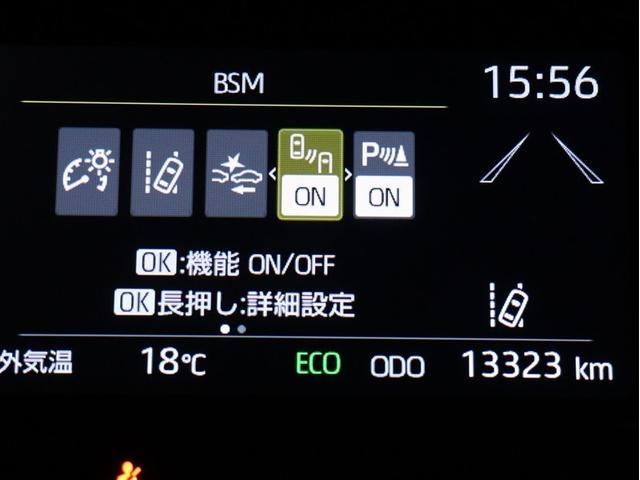 BSM 15:56
ON P ON
OK:機能 ON/OFF
OK長押し:詳細設定
外気温 18℃ ECO ODO 13323 km